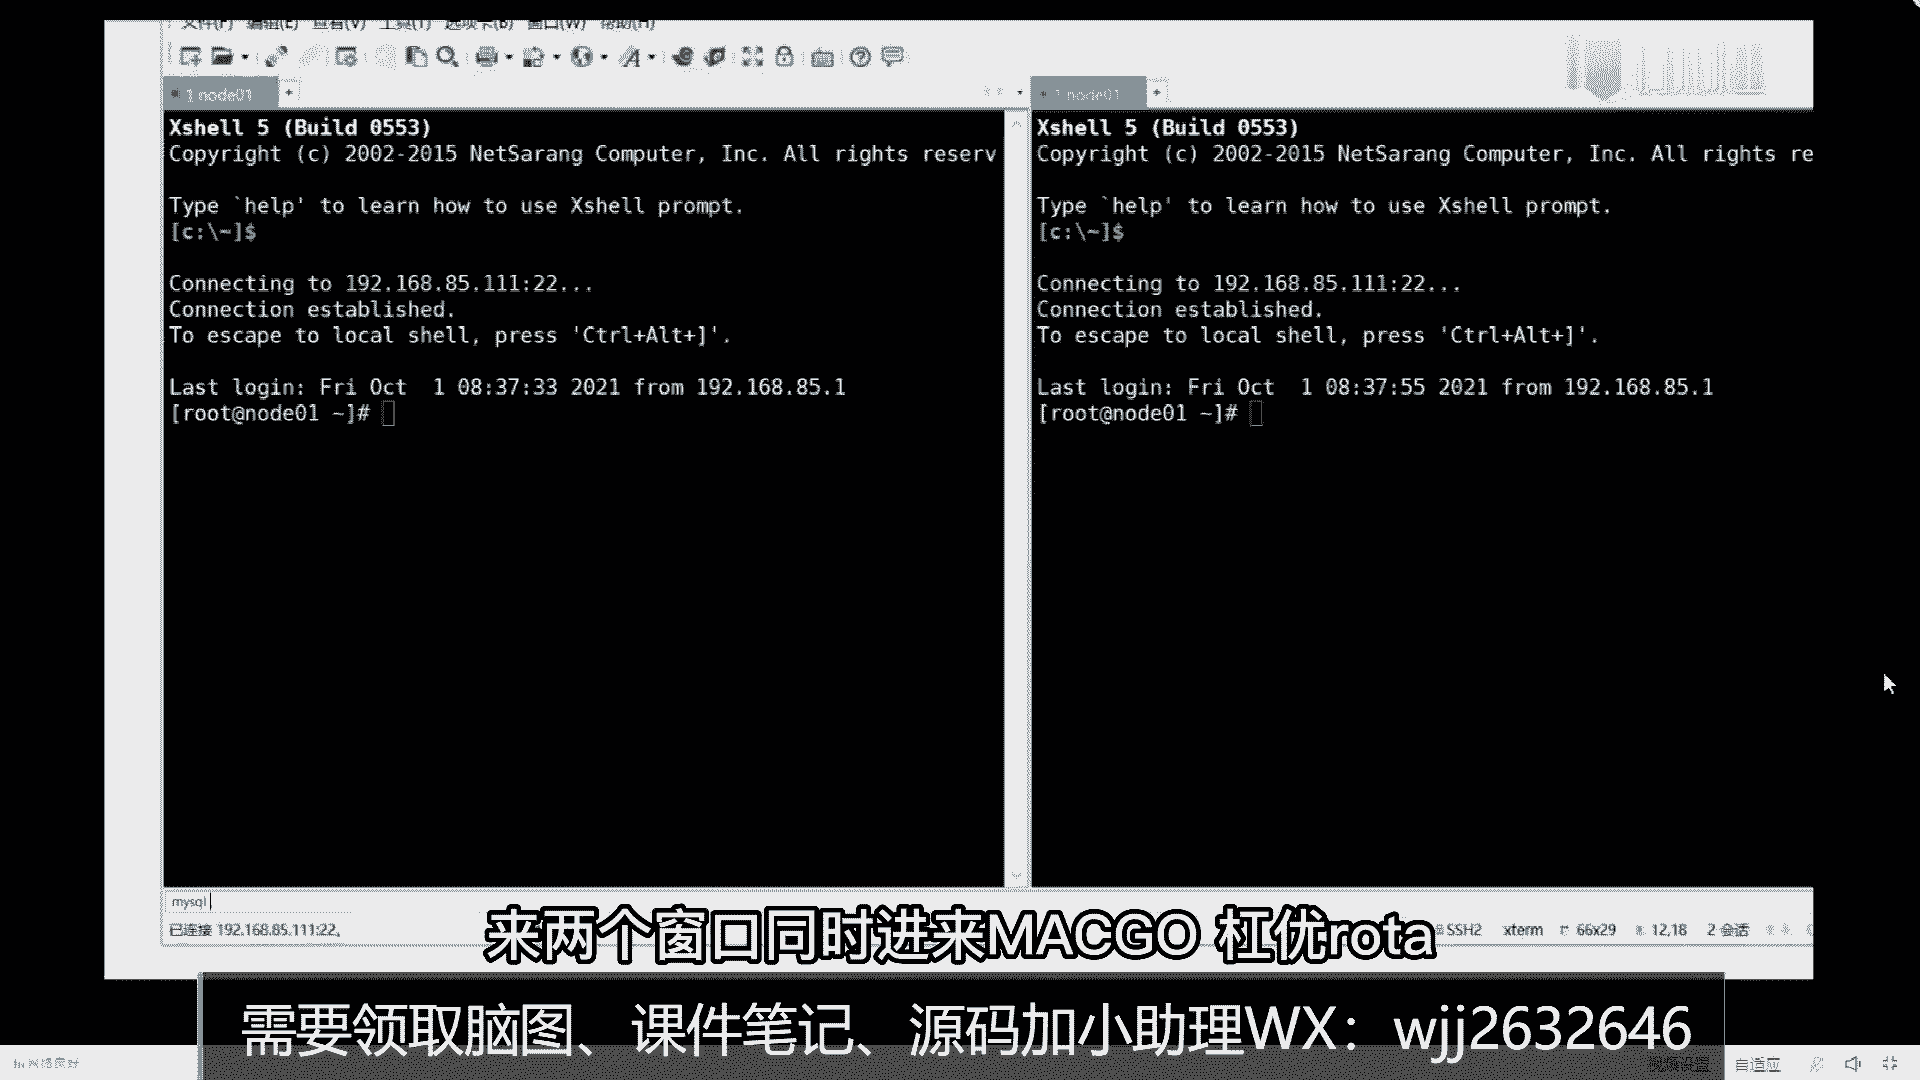 文件(F) 编辑(E) 查看(V) 工具(T) 选项卡(B) 窗口(W) 帮助(H)
1 node01
1 node01
Xshell 5 (Build 0553)
Copyright (c) 2002-2015 NetSarang Computer, Inc. All rights reserv
Type `help' to learn how to use Xshell prompt.
[c:\~]$
Connecting to 192.168.85.111:22...
Connection established.
To escape to local shell, press 'Ctrl+Alt+]'.
Last login: Fri Oct  1 08:37:33 2021 from 192.168.85.1
[root@node01 ~]#
Xshell 5 (Build 0553)
Copyright (c) 2002-2015 NetSarang Computer, Inc. All rights re
Type `help' to learn how to use Xshell prompt.
[c:\~]$
Connecting to 192.168.85.111:22...
Connection established.
To escape to local shell, press 'Ctrl+Alt+]'.
Last login: Fri Oct  1 08:37:55 2021 from 192.168.85.1
[root@node01 ~]#
mysql
已连接 192.168.85.111:22。
SSH2 xterm 66x29 12,18 2 会话
来两个窗口同时进来MACGO 杠优rota
需要领取脑图、课件笔记、源码加小助理WX：wjj2632646
网络良好
视频设置 自适应